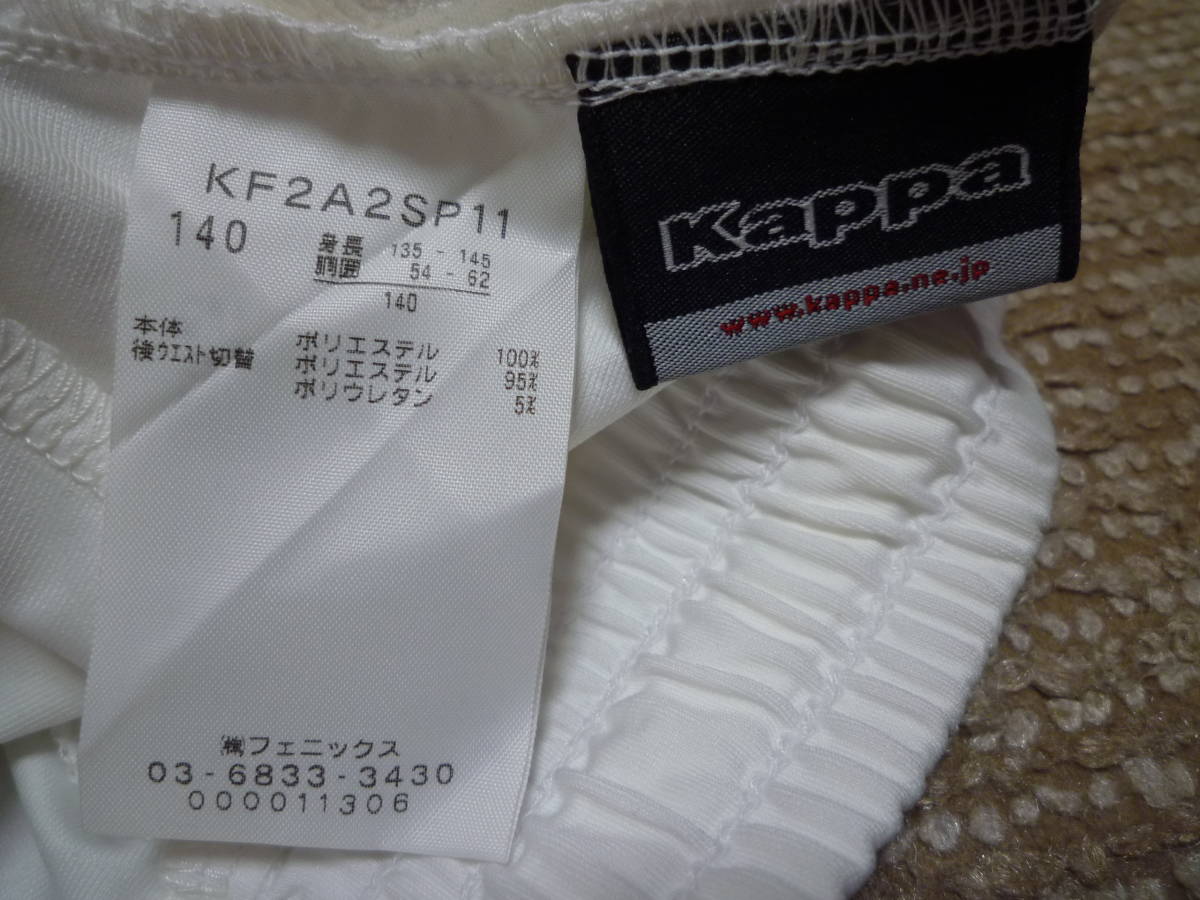 KF2A2SP11
140
身長 135 - 145
胴囲 54 - 62
140
本体 ポリエステル 100%
後ウエスト切替 ポリエステル 95%
ポリウレタン 5%
㈱フェニックス
03-6833-3430
000011306
Kappa
www.kappa.ne.jp